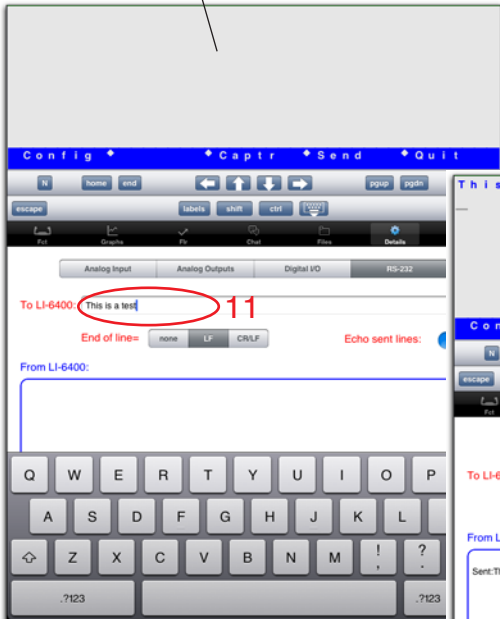 Config Captr Send Quit
N home end pgup pgdn
escape labels shift ctrl
Fct Graphs Flr Chat Files Details
Analog Input Analog Outputs Digital I/O RS-232
To LI-6400: This is a test 11
End of line= none LF CR/LF Echo sent lines:
From LI-6400:
Q W E R T Y U I O P
A S D F G H J K L
Z X C V B N M ! , ? .
.?123 .?123
This
Con
N
escape
Fct
To LI-6
From L
Sent:Th